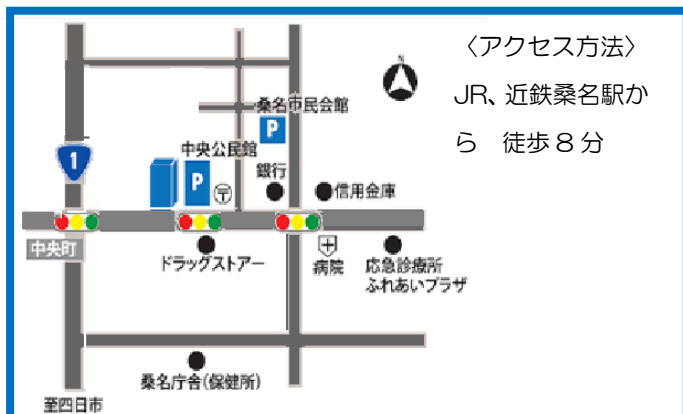 〈アクセス方法〉
JR、近鉄桑名駅か
ら 徒歩8分
N
桑名市民会館
P
中央公民館
1
P
〒
銀行
信用金庫
中央町
ドラッグストアー
病院
応急診療所
ふれあいプラザ
桑名庁舎(保健所)
至四日市